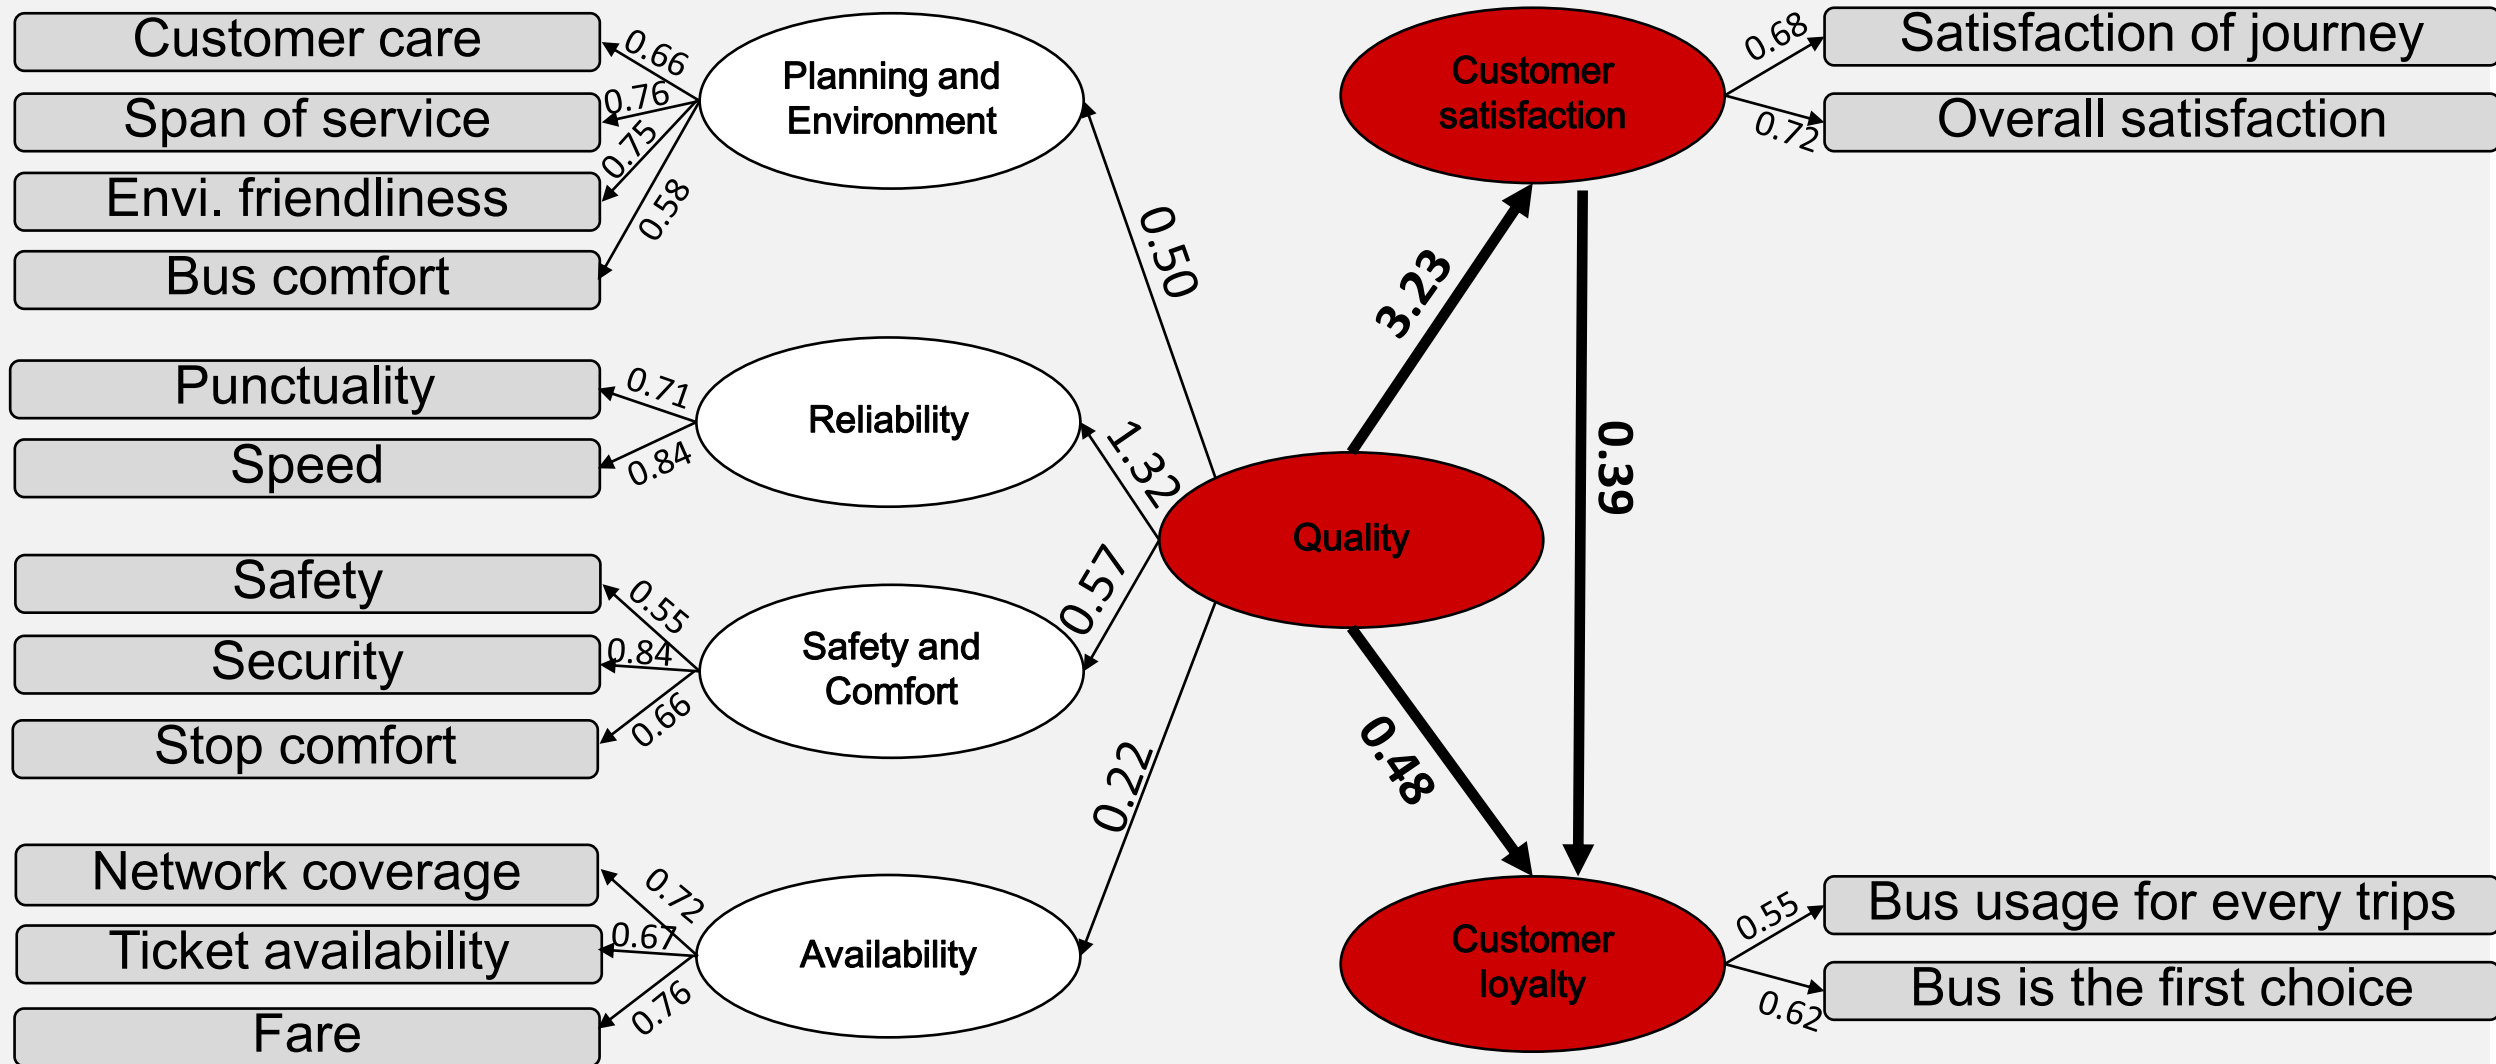 Customer care
Span of service
Envi. friendliness
Bus comfort
0.66
0.76
0.75
0.58
Planning and
Environment
Punctuality
Speed
0.71
0.84
Reliability
Safety
Security
Stop comfort
0.55
0.84
0.66
Safety and
Comfort
Network coverage
Ticket availability
Fare
0.72
0.67
0.76
Availability
0.50
1.32
0.57
0.22
Quality
3.23
0.39
0.48
Customer
satisfaction
0.68
0.72
Satisfaction of journey
Overall satisfaction
Customer
loyalty
0.55
0.62
Bus usage for every trips
Bus is the first choice